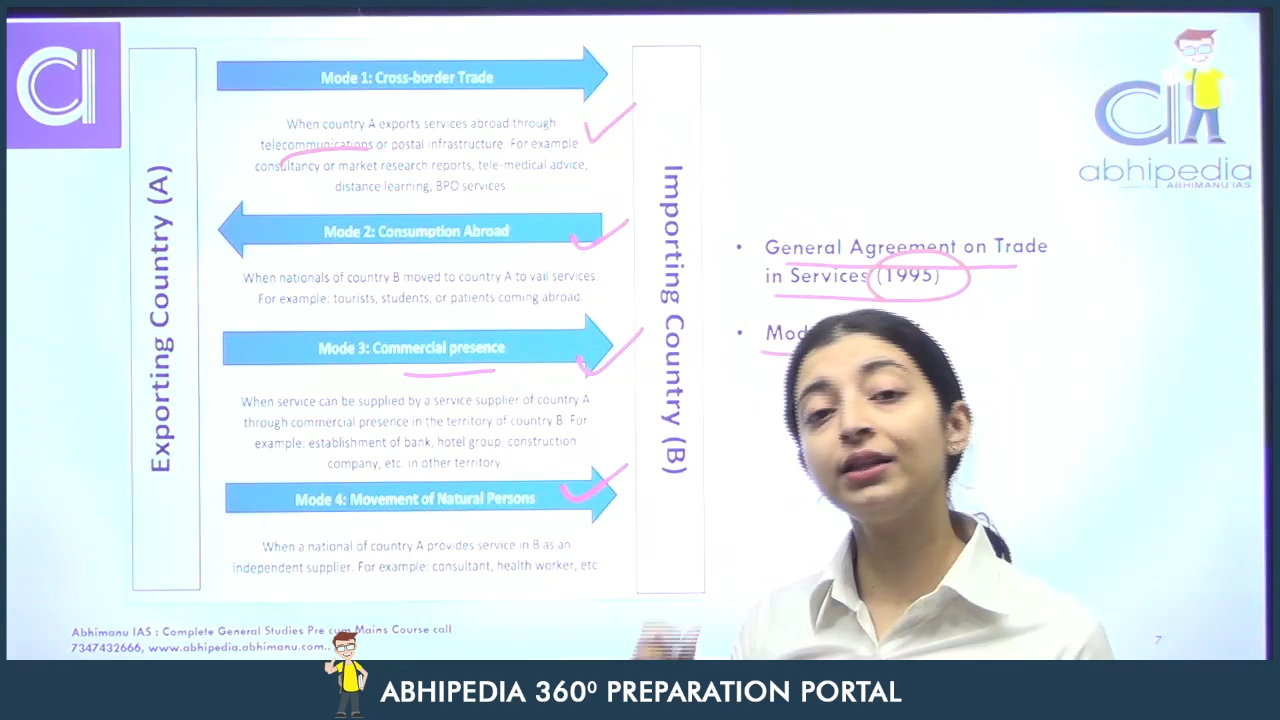 Exporting Country (A)
Mode 1: Cross-border Trade
When country A exports services abroad through
telecommunications or postal infrastructure. For example
consultancy or market research reports, tele-medical advice,
distance learning, BPO services
Mode 2: Consumption Abroad
When nationals of country B moved to country A to vail services.
For example: tourists, students, or patients coming abroad.
Mode 3: Commercial presence
When service can be supplied by a service supplier of country A
through commercial presence in the territory of country B. For
example: establishment of bank, hotel group, construction
company, etc. in other territory
Mode 4: Movement of Natural Persons
When a national of country A provides service in B as an
independent supplier. For example: consultant, health worker, etc
Importing Country (B)
abhipedia
ABHIMANU IAS
• General Agreement on Trade
in Services (1995)
•
Abhimanu IAS : Complete General Studies Pre cum Mains Course call
7347432666, www.abhipedia.abhimanu.com..
7
ABHIPEDIA 360⁰ PREPARATION PORTAL